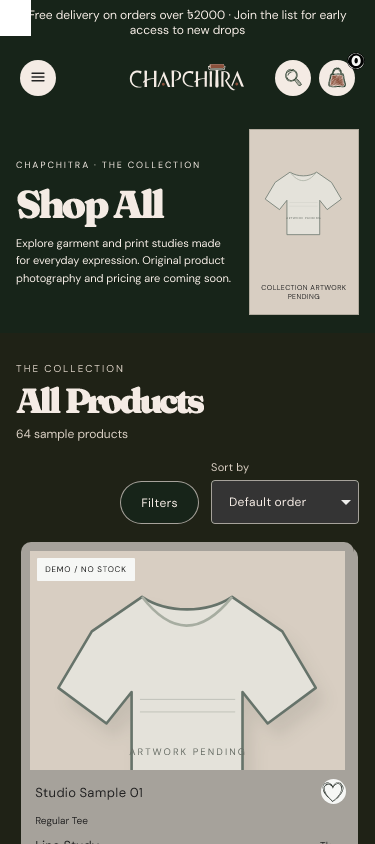 Free delivery on orders over ৳2000 · Join the list for early
access to new drops
CHAPCHITRA
0
CHAPCHITRA · THE COLLECTION
Shop All
Explore garment and print studies made
for everyday expression. Original product
photography and pricing are coming soon.
COLLECTION ARTWORK
PENDING
THE COLLECTION
All Products
64 sample products
Sort by
Filters
Default order
DEMO / NO STOCK
ARTWORK PENDING
Studio Sample 01
Regular Tee